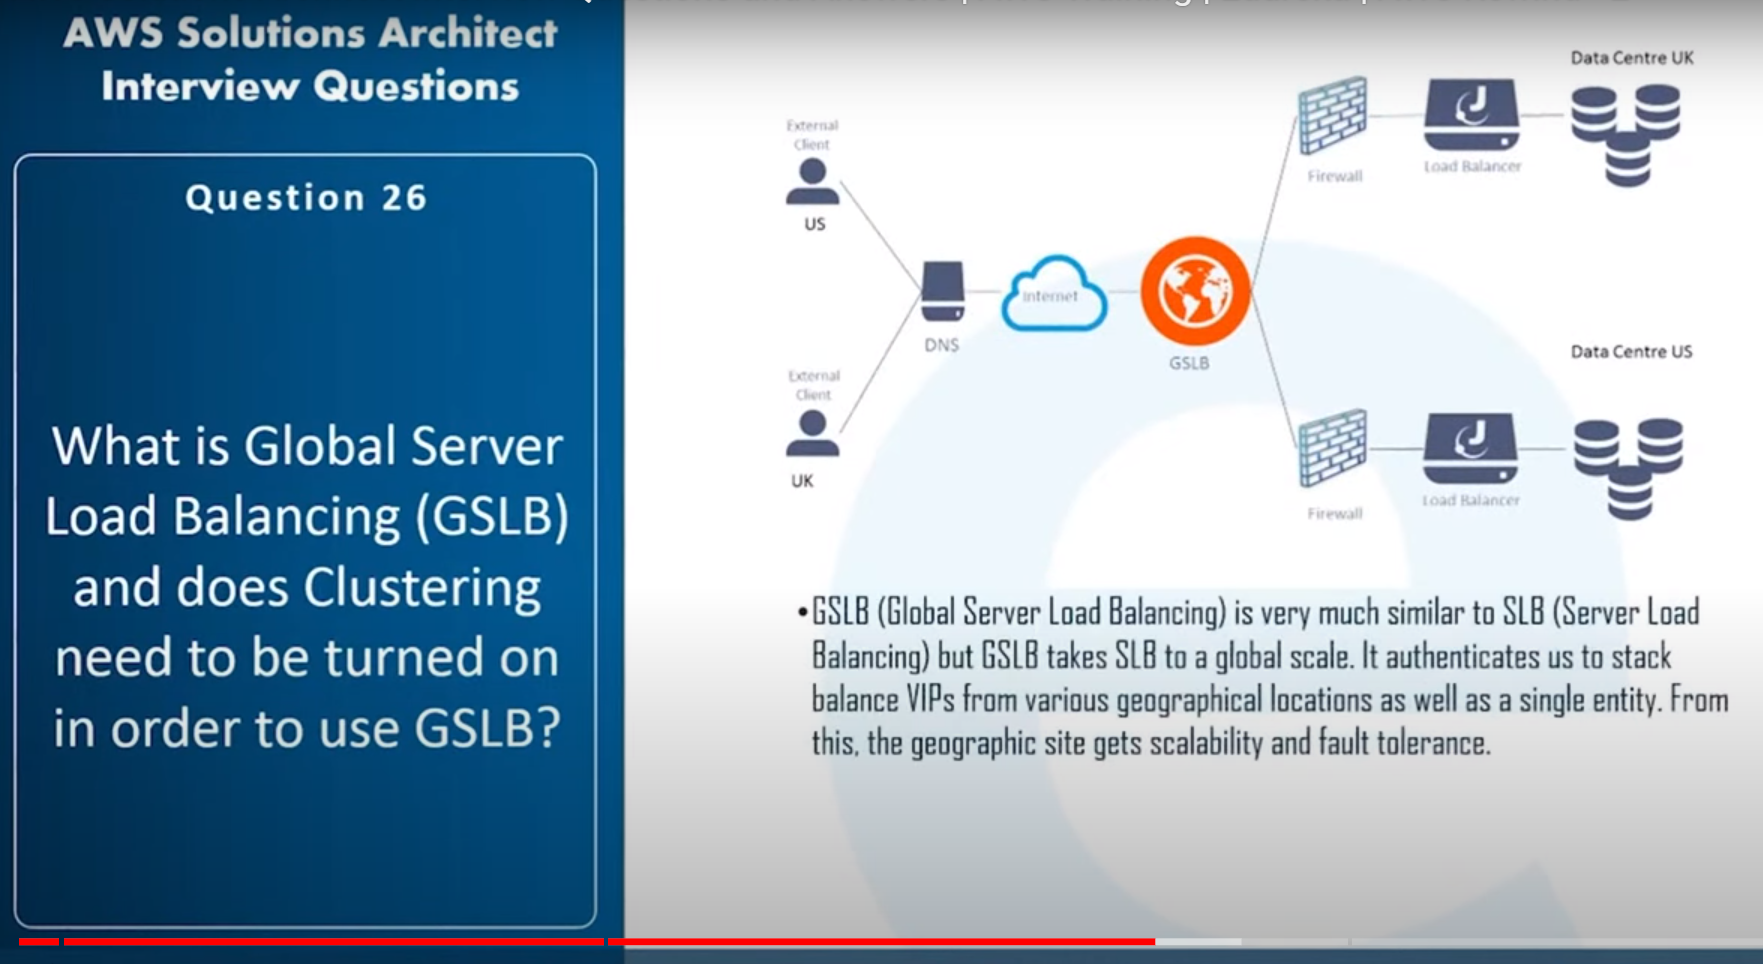 AWS Solutions Architect
Interview Questions
Question 26
What is Global Server
Load Balancing (GSLB)
and does Clustering
need to be turned on
in order to use GSLB?
External
Client
US
External
Client
UK
DNS
Internet
GSLB
Firewall
Load Balancer
Data Centre UK
Data Centre US
Firewall
Load Balancer
•GSLB (Global Server Load Balancing) is very much similar to SLB (Server Load
Balancing) but GSLB takes SLB to a global scale. It authenticates us to stack
balance VIPs from various geographical locations as well as a single entity. From
this, the geographic site gets scalability and fault tolerance.